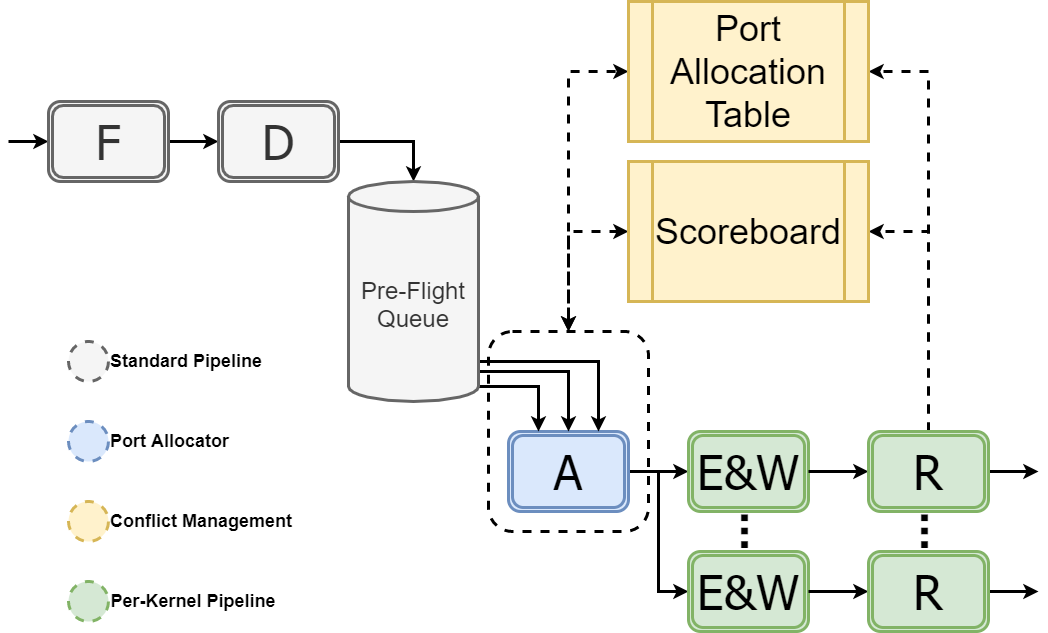 Port
Allocation
Table
F
D
Scoreboard
Pre-Flight
Queue
Standard Pipeline
Port Allocator
A
E&W
R
Conflict Management
Per-Kernel Pipeline
E&W
R